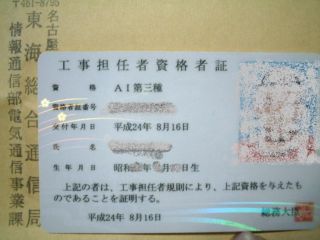 〒461-8795
名古屋
東海総合通信局
情報通信部電気通信事業課
工事担任者資格者証
資格 AI第三種
資格者証番号
交付年月日 平成24年 8月16日
氏名
生年月日 昭和 生
上記の者は、工事担任者規則により、上記資格を与えたも
のであることを証明する。
平成24年 8月16日
総務大臣